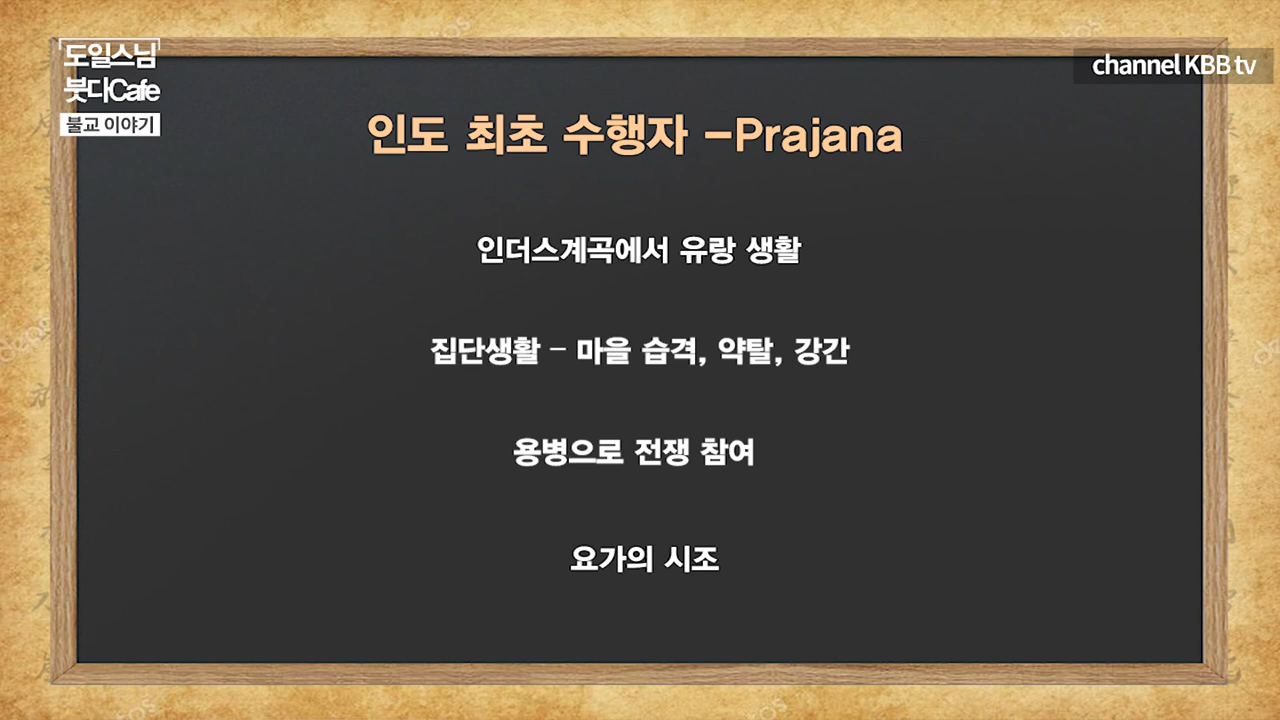 도일스님
붓다Cafe
불교 이야기
channel KBB tv
인도 최초 수행자 -Prajana
인더스계곡에서 유랑 생활
집단생활 - 마을 습격, 약탈, 강간
용병으로 전쟁 참여
요가의 시조